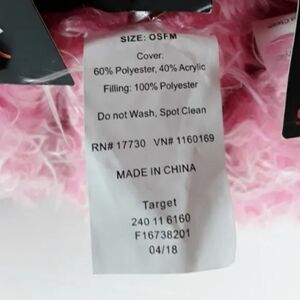 SIZE: OSFM
Cover:
60% Polyester, 40% Acrylic
Filling: 100% Polyester
Do not Wash, Spot Clean
RN# 17730 VN# 1160169
MADE IN CHINA
Target
240 11 6160
F16738201
04/18